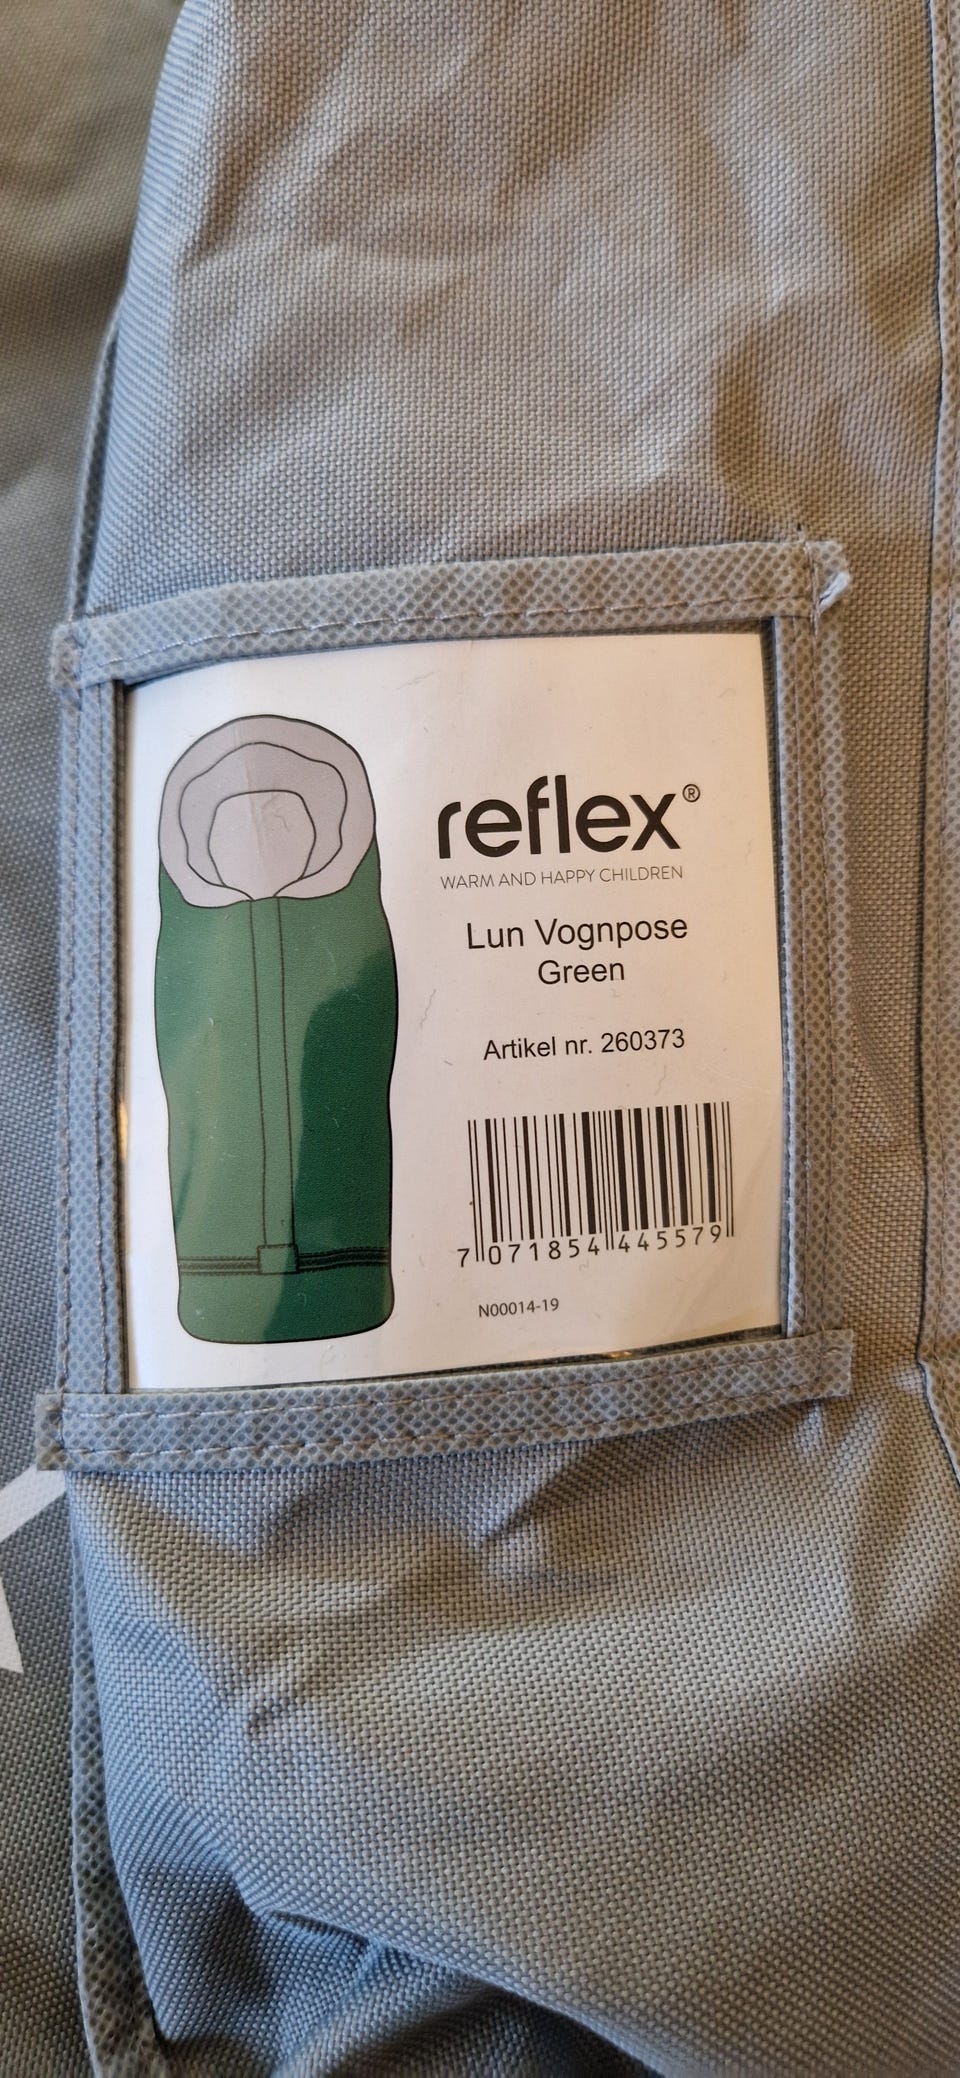 reflex®
WARM AND HAPPY CHILDREN
Lun Vognpose
Green
Artikel nr. 260373
7 071854 445579
N00014-19